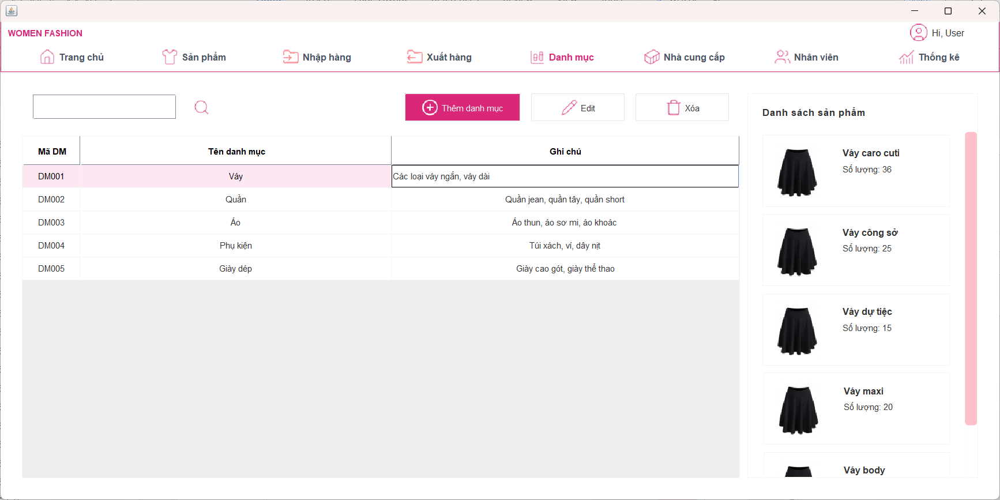 WOMEN FASHION
Hi, User
Trang chủ
Sản phẩm
Nhập hàng
Xuất hàng
Danh mục
Nhà cung cấp
Nhân viên
Thống kê
Thêm danh mục
Edit
Xóa
Mã DM Tên danh mục Ghi chú
DM001 Váy Các loại váy ngắn, váy dài
DM002 Quần Quần jean, quần tây, quần short
DM003 Áo Áo thun, áo sơ mi, áo khoác
DM004 Phụ kiện Túi xách, ví, dây nịt
DM005 Giày dép Giày cao gót, giày thể thao
Danh sách sản phẩm
Váy caro cuti
Số lượng: 36
Váy công sở
Số lượng: 25
Váy dự tiệc
Số lượng: 15
Váy maxi
Số lượng: 20
Váy body